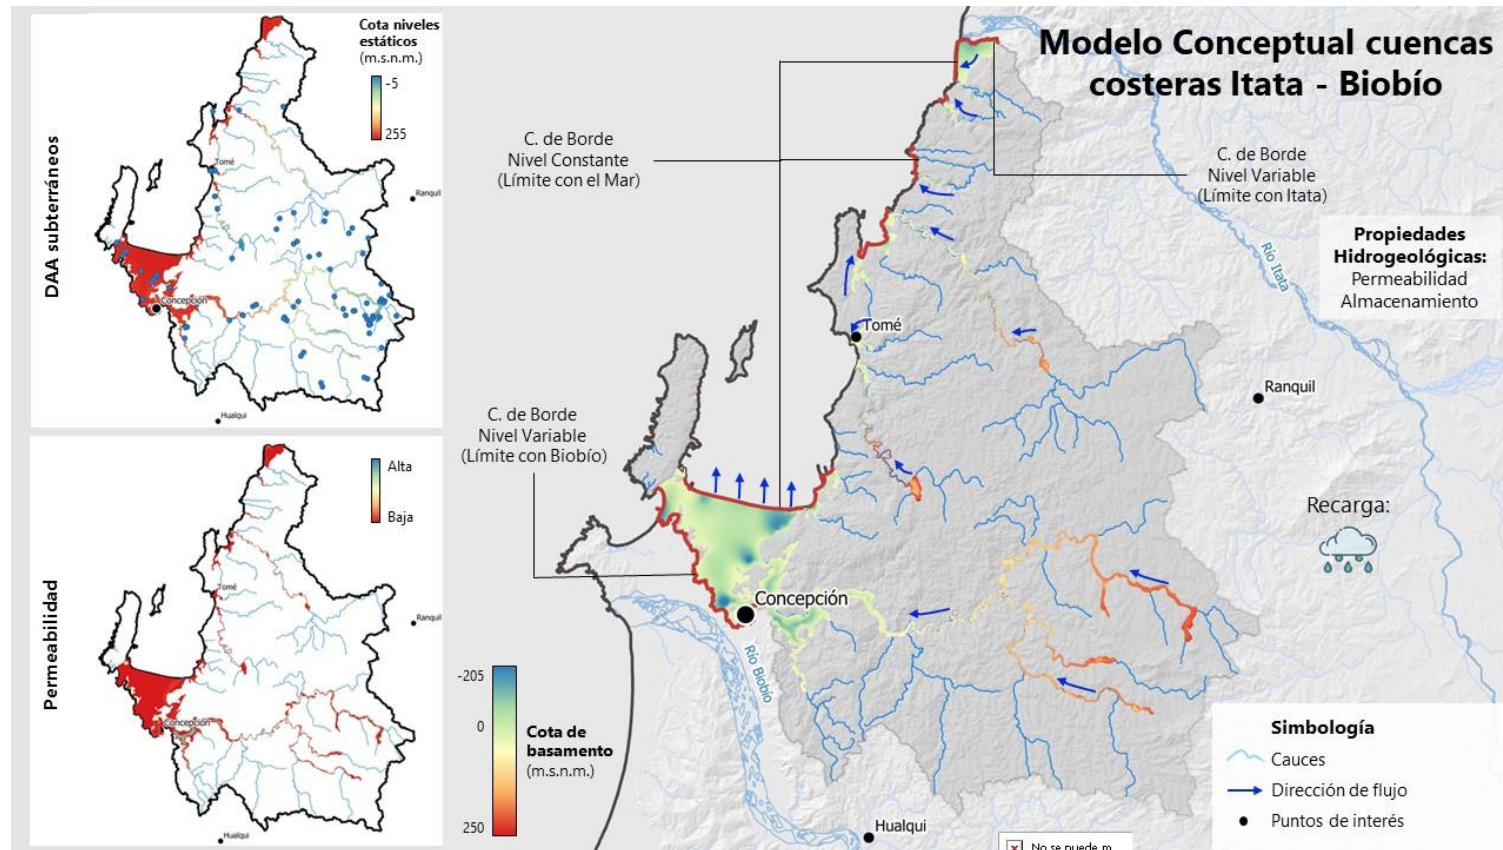 Modelo Conceptual cuencas
costeras Itata - Biobío
DAA subterráneos
Cota niveles
estáticos
(m.s.n.m.)
-5
255
Tomé
Ranquil
Concepción
Hualqui
Permeabilidad
Alta
Baja
Tomé
Ranquil
Concepción
Hualqui
C. de Borde
Nivel Constante
(Límite con el Mar)
C. de Borde
Nivel Variable
(Límite con Itata)
C. de Borde
Nivel Variable
(Límite con Biobío)
Río Itata
Propiedades
Hidrogeológicas:
Permeabilidad
Almacenamiento
Tomé
Ranquil
Recarga:
Concepción
Río Biobío
Hualqui
-205
0
250
Cota de
basamento
(m.s.n.m.)
Simbología
Cauces
Dirección de flujo
Puntos de interés
No se puede m